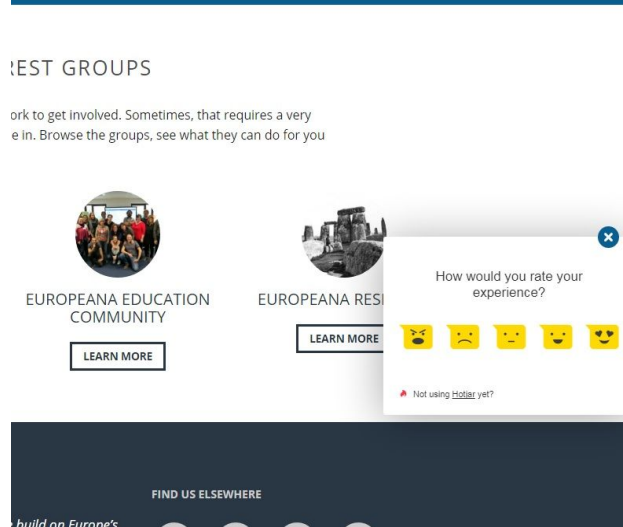 REST GROUPS
ork to get involved. Sometimes, that requires a very
e in. Browse the groups, see what they can do for you
EUROPEANA EDUCATION
COMMUNITY
LEARN MORE
EUROPEANA RES
LEARN MORE
How would you rate your
experience?
Not using Hotjar yet?
FIND US ELSEWHERE
build on Europe's